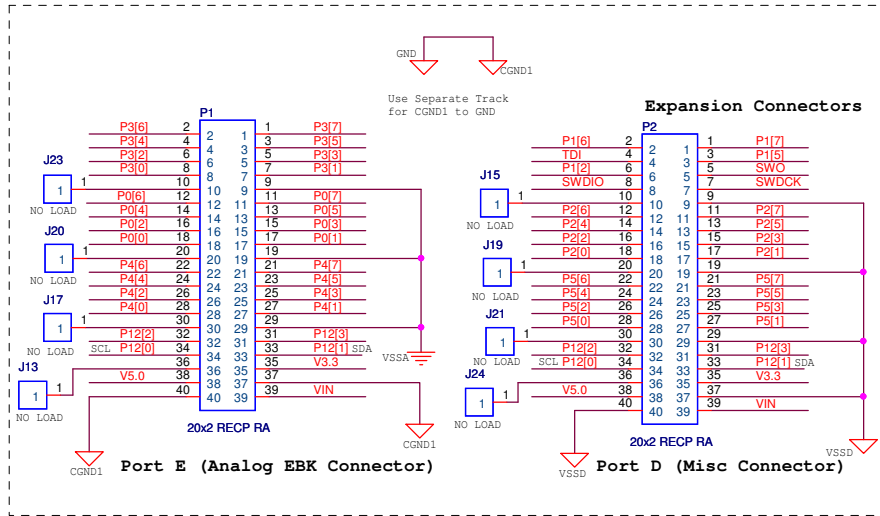 GND
CGND1
Use Separate Track
for CGND1 to GND
Expansion Connectors
P1
P3[6] 2 2 1 1 P3[7]
P3[4] 4 4 3 3 P3[5]
P3[2] 6 6 5 5 P3[3]
P3[0] 8 8 7 7 P3[1]
J23
1 1 10 10 9 9
NO LOAD
P0[6] 12 12 11 11 P0[7]
P0[4] 14 14 13 13 P0[5]
P0[2] 16 16 15 15 P0[3]
P0[0] 18 18 17 17 P0[1]
J20
1 1 20 20 19 19
NO LOAD
P4[6] 22 22 21 21 P4[7]
P4[4] 24 24 23 23 P4[5]
P4[2] 26 26 25 25 P4[3]
P4[0] 28 28 27 27 P4[1]
J17
1 1 30 30 29 29
NO LOAD
P12[2] 32 32 31 31 P12[3]
SCL P12[0] 34 34 33 33 P12[1] SDA
VSSA
J13
1 1 36 36 35 35 V3.3
NO LOAD
V5.0 38 38 37 37
40 40 39 39 VIN
20x2 RECP RA
CGND1
CGND1
Port E (Analog EBK Connector)
P2
P1[6] 2 2 1 1 P1[7]
TDI 4 4 3 3 P1[5]
P1[2] 6 6 5 5 SWO
SWDIO 8 8 7 7 SWDCK
J15
1 1 10 10 9 9
NO LOAD
P2[6] 12 12 11 11 P2[7]
P2[4] 14 14 13 13 P2[5]
P2[2] 16 16 15 15 P2[3]
P2[0] 18 18 17 17 P2[1]
J19
1 1 20 20 19 19
NO LOAD
P5[6] 22 22 21 21 P5[7]
P5[4] 24 24 23 23 P5[5]
P5[2] 26 26 25 25 P5[3]
P5[0] 28 28 27 27 P5[1]
J21
1 1 30 30 29 29
NO LOAD
P12[2] 32 32 31 31 P12[3]
SCL P12[0] 34 34 33 33 P12[1] SDA
J24
1 1 36 36 35 35 V3.3
NO LOAD
V5.0 38 38 37 37
40 40 39 39 VIN
20x2 RECP RA
VSSD
VSSD
Port D (Misc Connector)